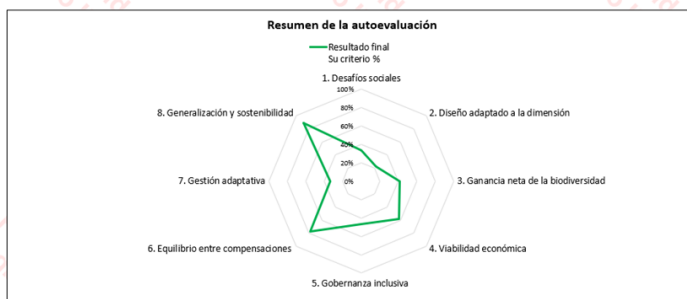 Resumen de la autoevaluación
Resultado final
Su criterio %
1. Desafíos sociales
100%
80%
60%
40%
20%
0%
8. Generalización y sostenibilidad
2. Diseño adaptado a la dimensión
7. Gestión adaptativa
3. Ganancia neta de la biodiversidad
6. Equilibrio entre compensaciones
4. Viabilidad económica
5. Gobernanza inclusiva